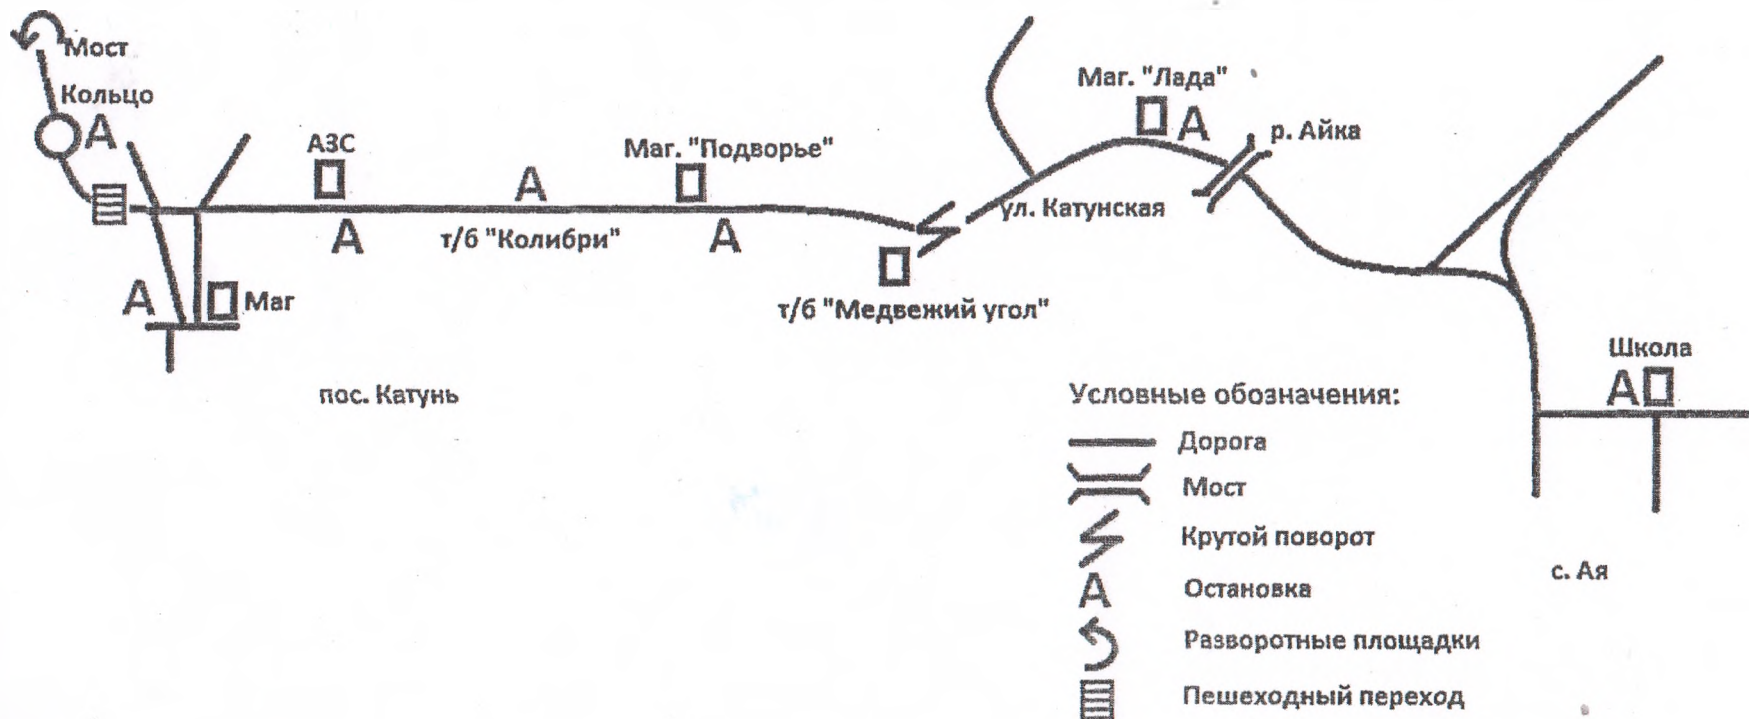 Мост
Кольцо
А
АЗС
А
Маг. "Подворье"
Маг. "Лада"
А
р. Айка
А
т/б "Колибри"
А
ул. Катунская
А
Маг
т/б "Медвежий угол"
пос. Катунь
Школа
А
Условные обозначения:
Дорога
Мост
Крутой поворот
А Остановка
Разворотные площадки
Пешеходный переход
с. Ая